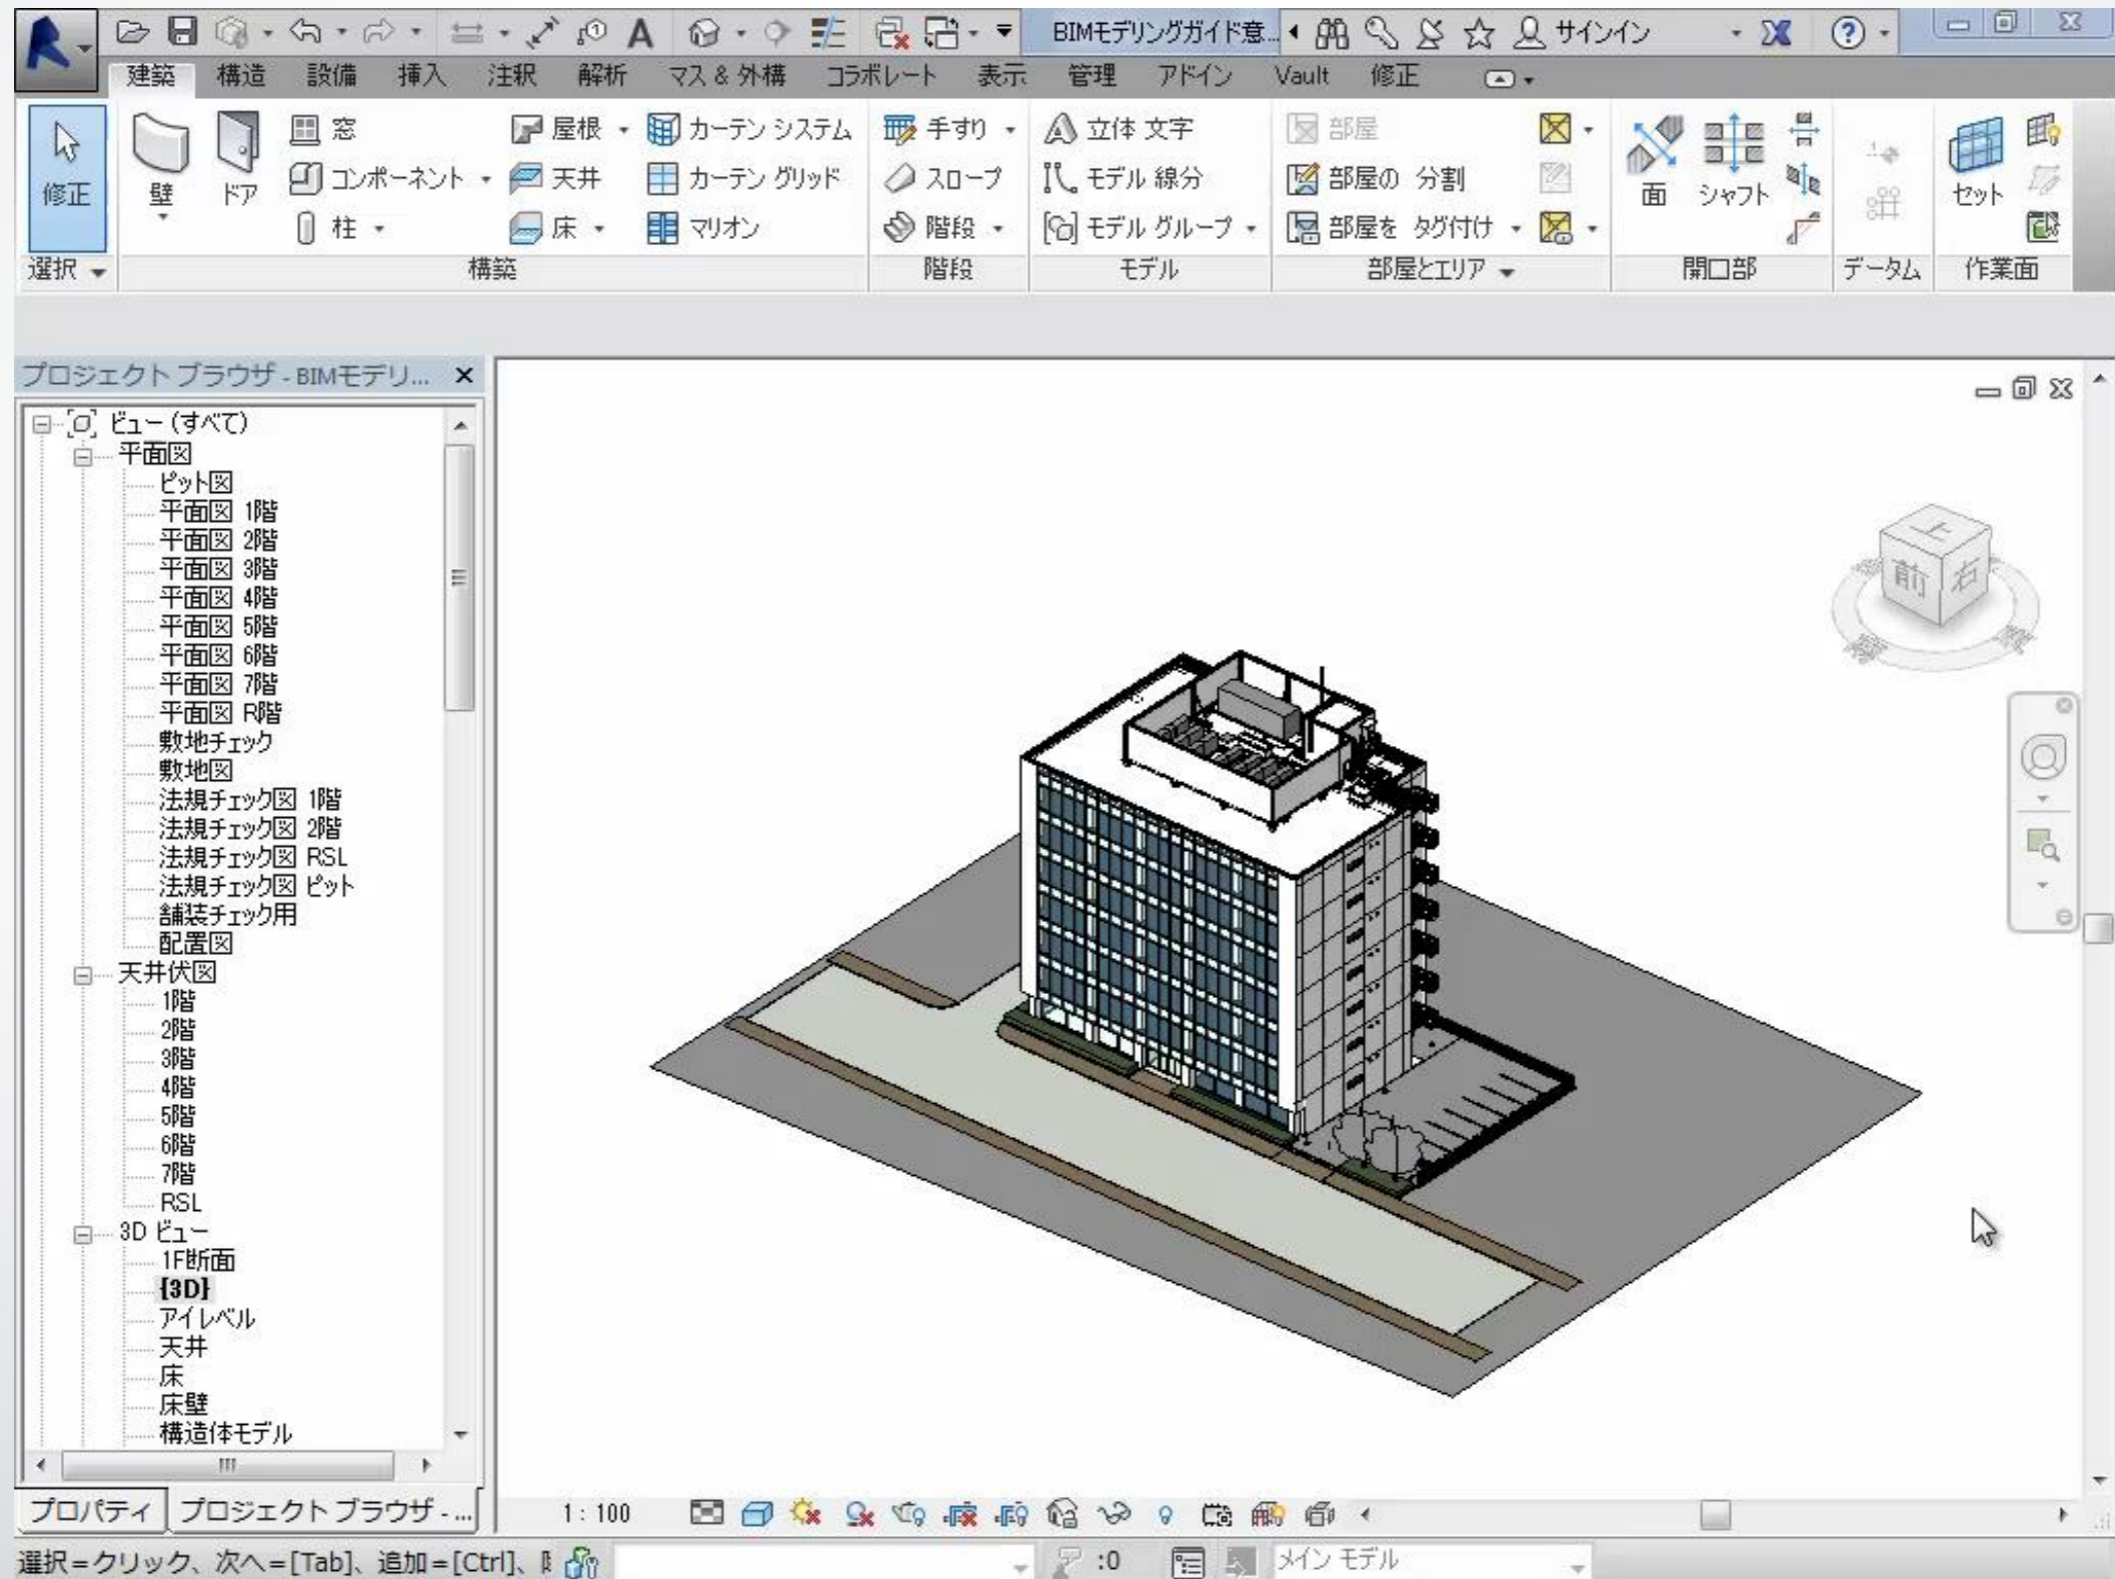 BIMモデリングガイド意... サインイン
建築 構造 設備 挿入 注釈 解析 マス & 外構 コラボレート 表示 管理 アドイン Vault 修正
修正
壁
ドア
窓
コンポーネント
柱
屋根
天井
床
カーテン システム
カーテン グリッド
マリオン
手すり
スロープ
階段
立体 文字
モデル 線分
モデル グループ
部屋
部屋の 分割
部屋を タグ付け
面
シャフト
セット
選択 構築 階段 モデル 部屋とエリア 開口部 データム 作業面
プロジェクト ブラウザ - BIMモデリ...
ビュー (すべて)
平面図
ピット図
平面図 1階
平面図 2階
平面図 3階
平面図 4階
平面図 5階
平面図 6階
平面図 7階
平面図 R階
敷地チェック
敷地図
法規チェック図 1階
法規チェック図 2階
法規チェック図 RSL
法規チェック図 ピット
舗装チェック用
配置図
天井伏図
1階
2階
3階
4階
5階
6階
7階
RSL
3D ビュー
1F断面
{3D}
アイレベル
天井
床
床壁
構造体モデル
上
前 右
プロパティ プロジェクト ブラウザ - ...
1 : 100
選択=クリック、次へ=[Tab]、追加=[Ctrl]、
:0
メイン モデル